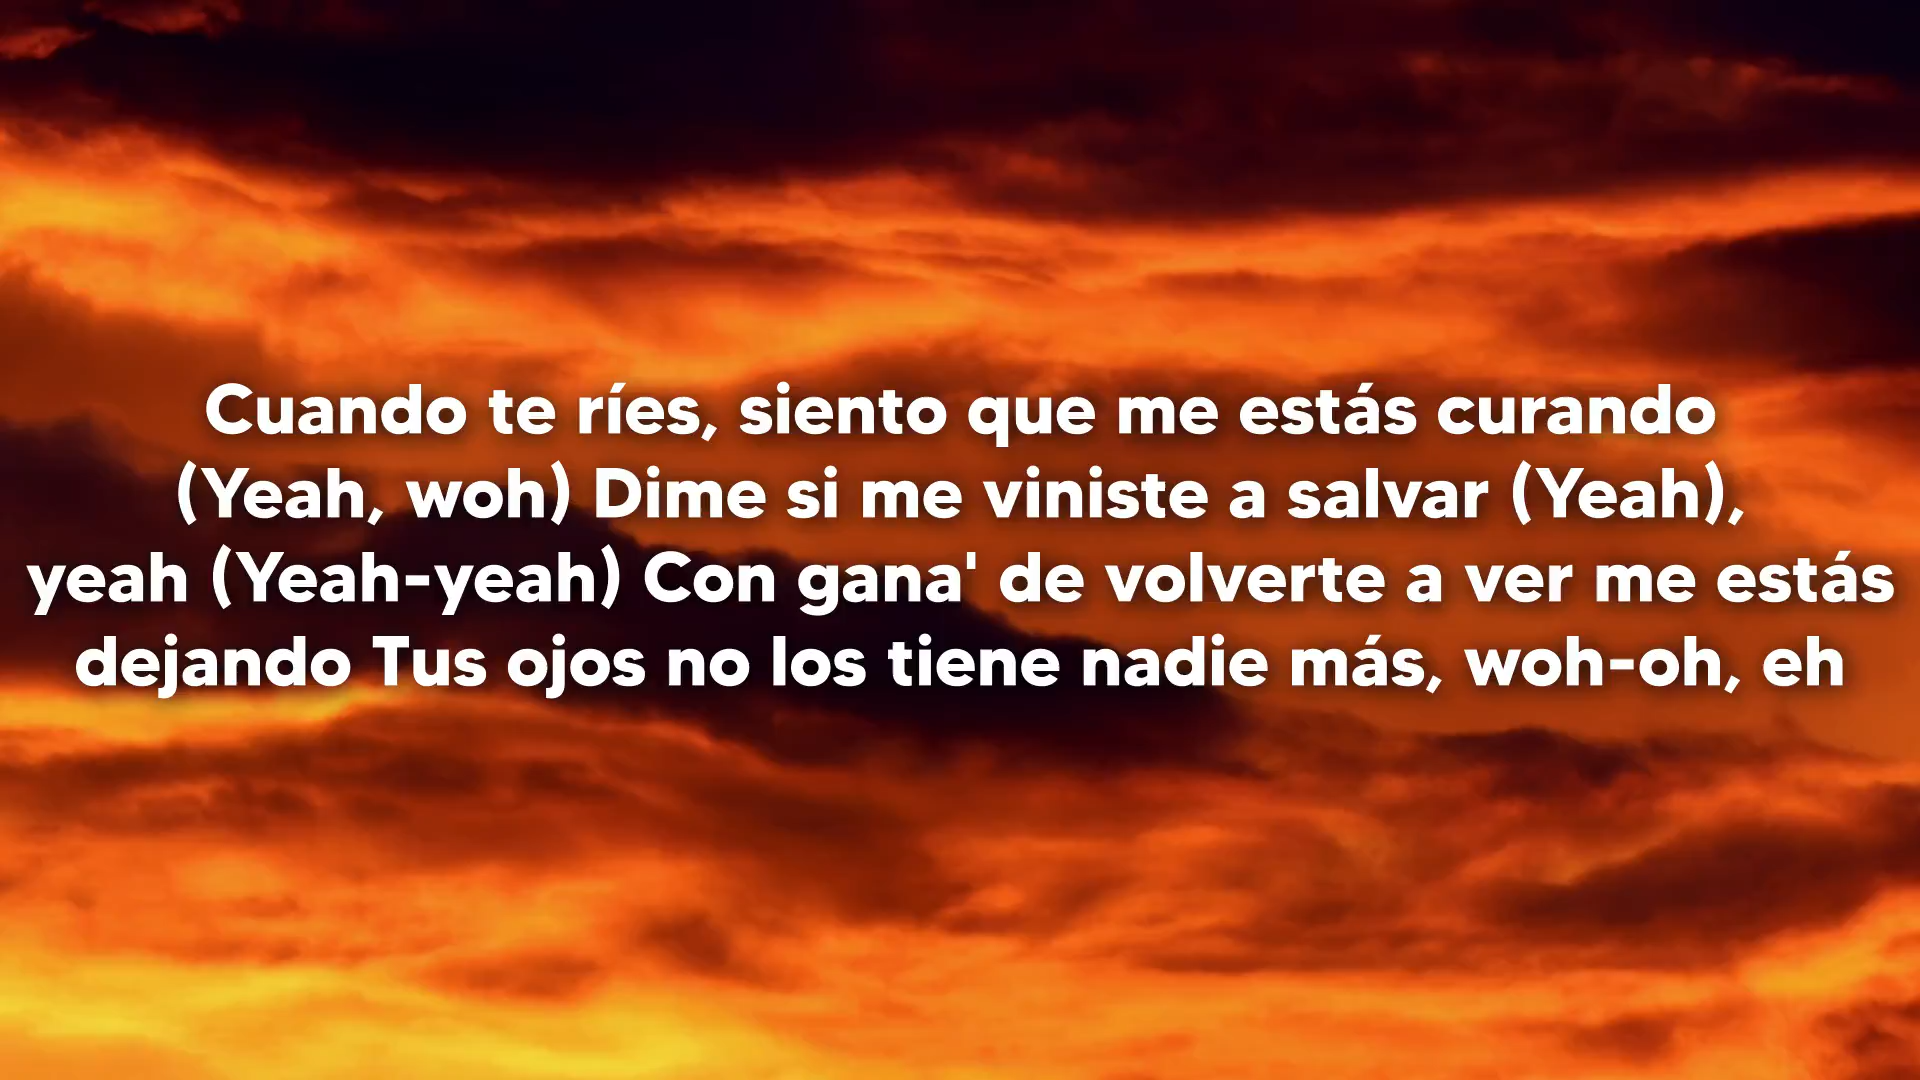 Cuando te ríes, siento que me estás curando
(Yeah, woh) Dime si me viniste a salvar (Yeah),
yeah (Yeah-yeah) Con gana' de volverte a ver me estás
dejando Tus ojos no los tiene nadie más, woh-oh, eh